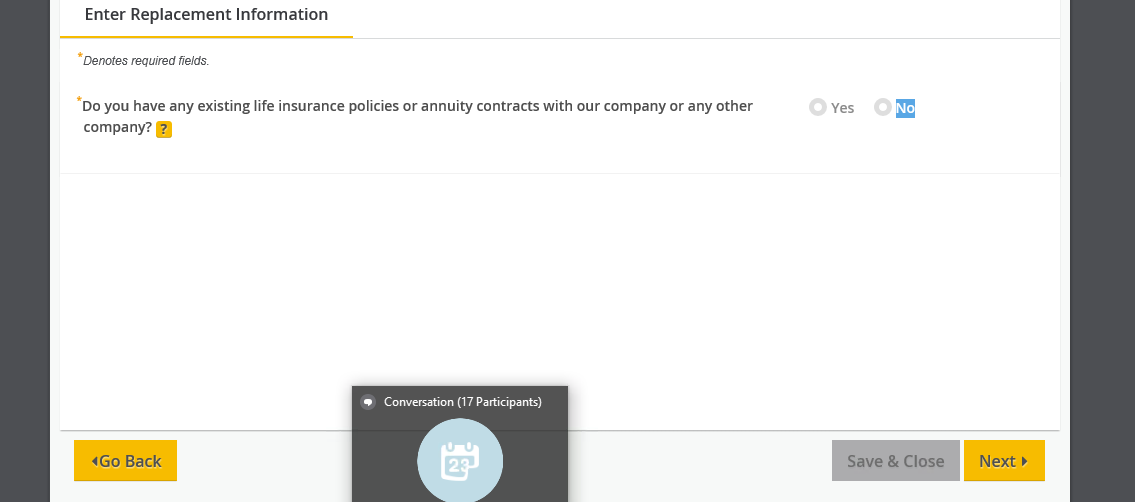 Enter Replacement Information
*Denotes required fields.
*Do you have any existing life insurance policies or annuity contracts with our company or any other
company? ?
Yes
No
Conversation (17 Participants)
23
Go Back
Save & Close
Next